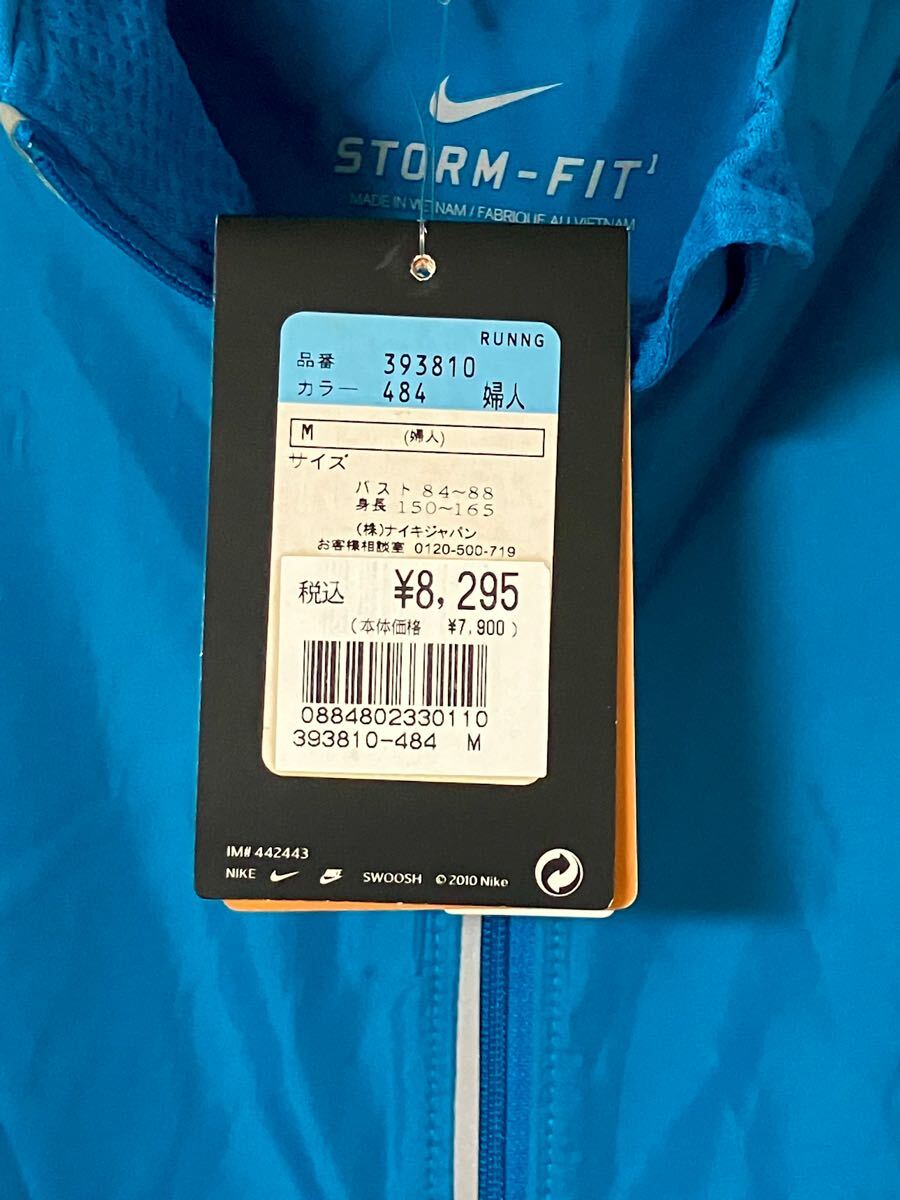 STORM-FIT¹
MADE IN VIETNAM / FABRIQUE AU VIETNAM
RUNNG
品番 393810
カラー 484 婦人
M (婦人)
サイズ
バスト 84~88
身長 150~165
(株)ナイキジャパン
お客様相談室 0120-500-719
税込 ¥8,295
(本体価格 ¥7,900)
0884802330110
393810-484 M
IM# 442443
NIKE SWOOSH © 2010 Nike